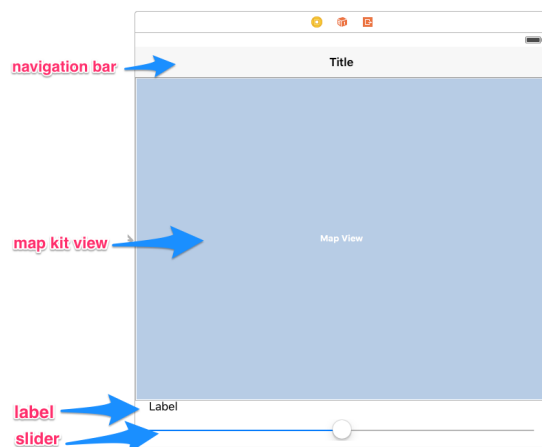 navigation bar
Title
map kit view
Map View
label
Label
slider